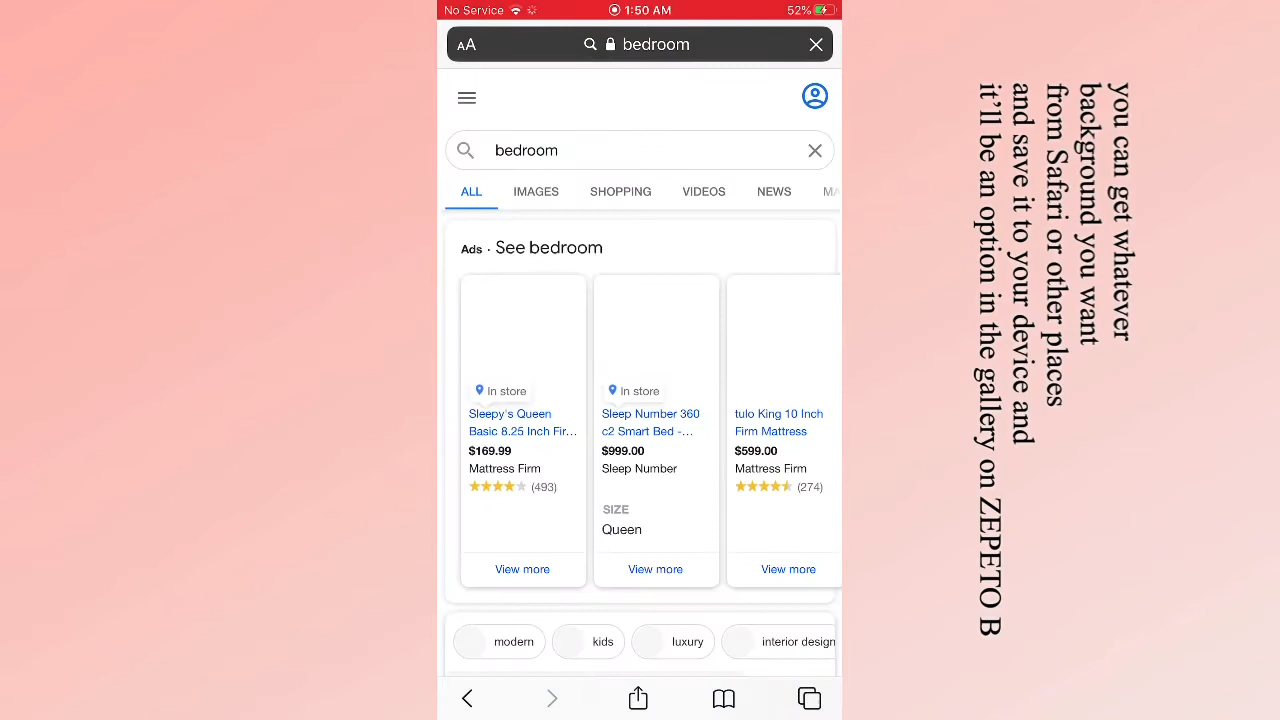 No Service
1:50 AM
52%
AA
bedroom
bedroom
ALL IMAGES SHOPPING VIDEOS NEWS MA
Ads · See bedroom
In store
Sleepy's Queen
Basic 8.25 Inch Fir...
$169.99
Mattress Firm
(493)
View more
In store
Sleep Number 360
c2 Smart Bed -...
$999.00
Sleep Number
SIZE
Queen
View more
tulo King 10 Inch
Firm Mattress
$599.00
Mattress Firm
(274)
View more
modern kids luxury interior design
you can get whatever
background you want
from Safari or other places
and save it to your device and
it’ll be an option in the gallery on ZEPETO B